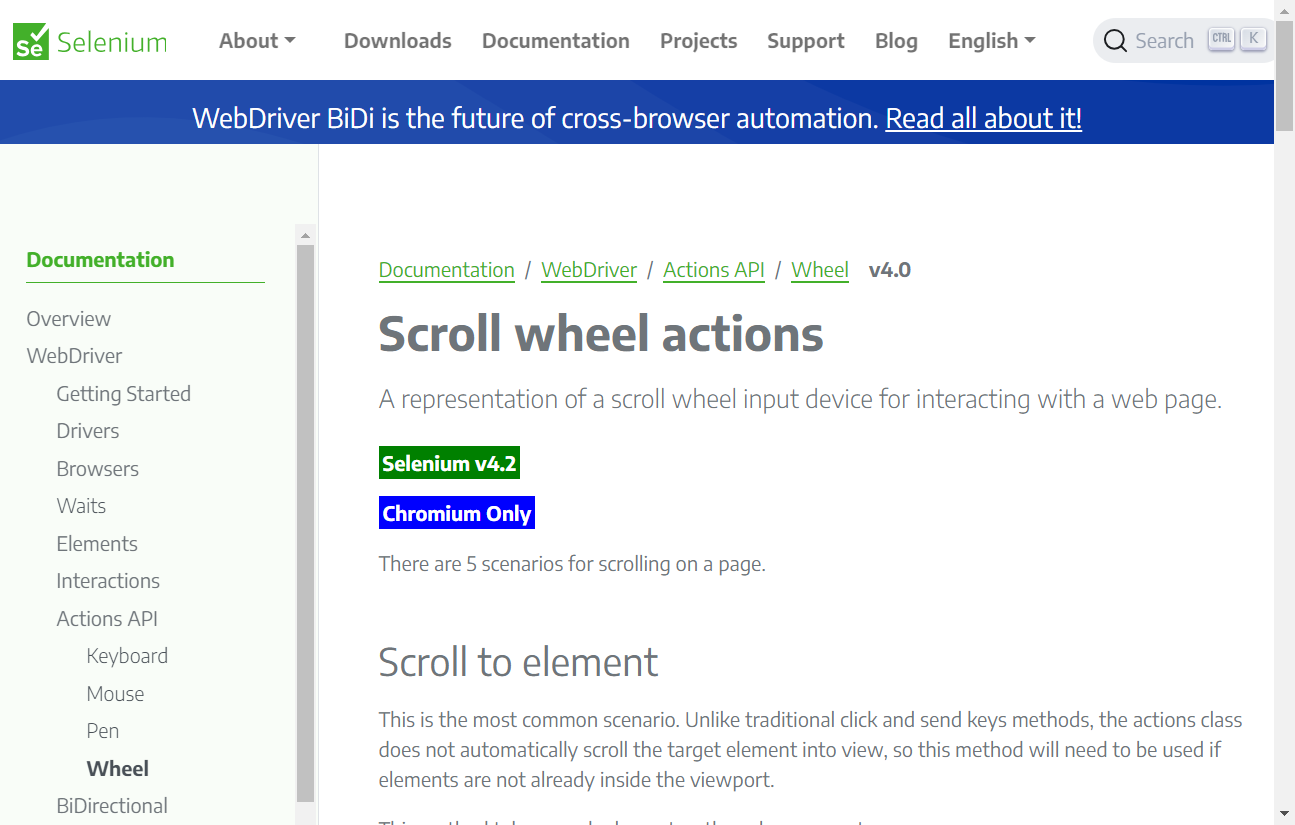 Se Selenium About Downloads Documentation Projects Support Blog English Search CTRL K
WebDriver BiDi is the future of cross-browser automation. Read all about it!
Documentation
Overview
WebDriver
Getting Started
Drivers
Browsers
Waits
Elements
Interactions
Actions API
Keyboard
Mouse
Pen
Wheel
BiDirectional
Documentation / WebDriver / Actions API / Wheel v4.0
Scroll wheel actions
A representation of a scroll wheel input device for interacting with a web page.
Selenium v4.2
Chromium Only
There are 5 scenarios for scrolling on a page.
Scroll to element
This is the most common scenario. Unlike traditional click and send keys methods, the actions class
does not automatically scroll the target element into view, so this method will need to be used if
elements are not already inside the viewport.